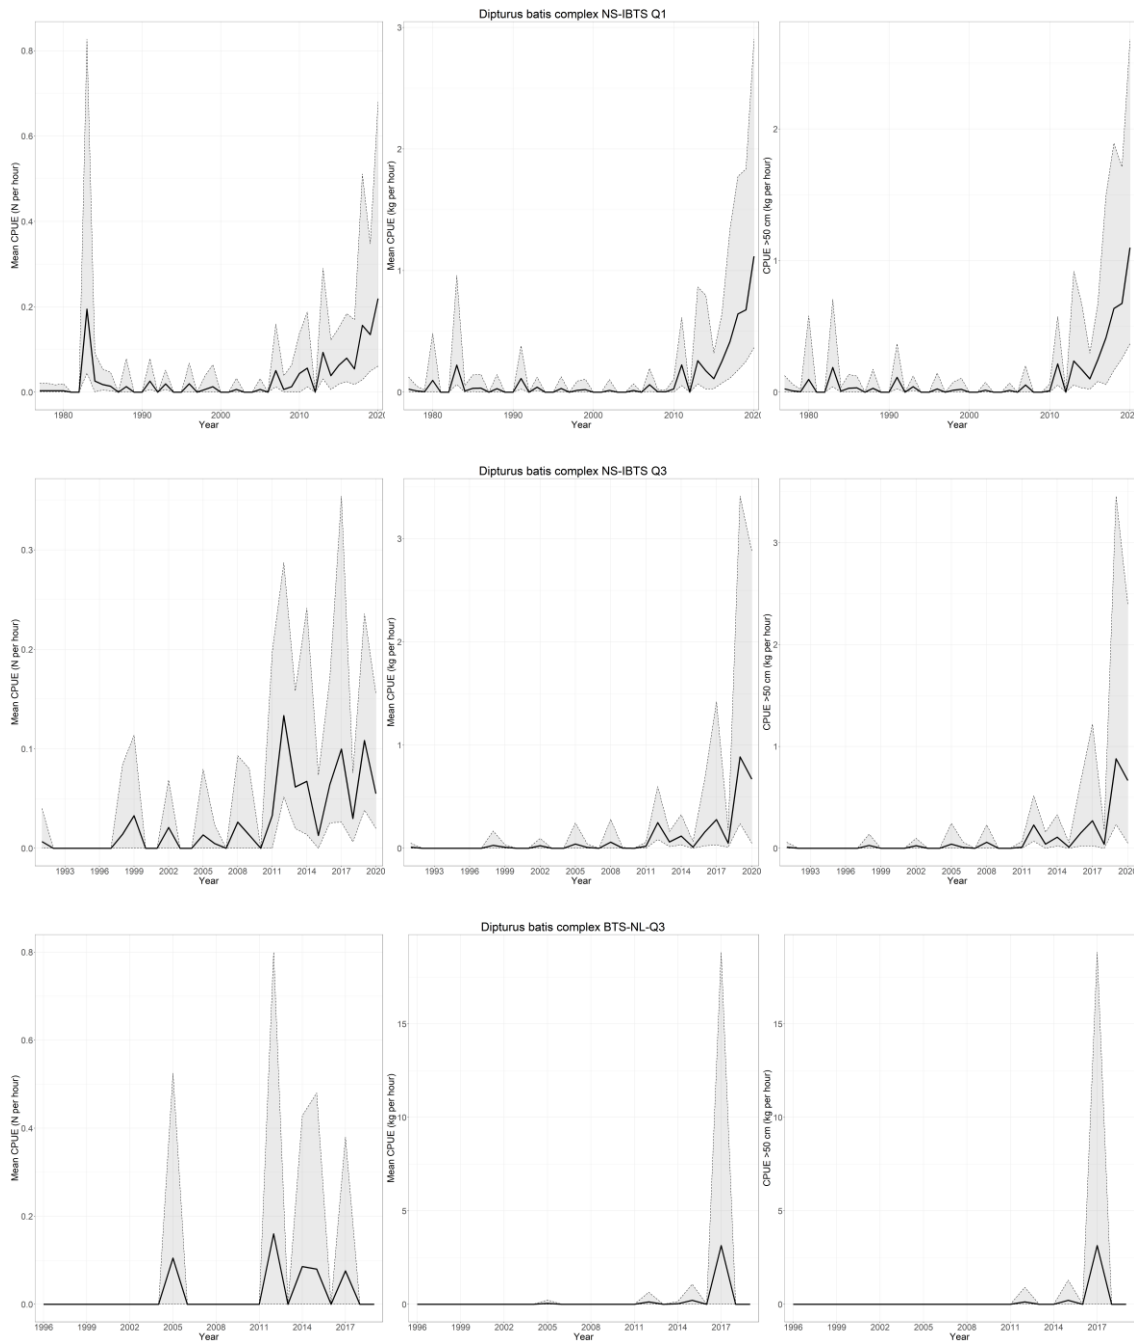 Dipturus batis complex NS-IBTS Q1
Mean CPUE (N per hour)
0.8
0.6
0.4
0.2
0.0
1980 1990 2000 2010 2020
Year
Mean CPUE (kg per hour)
3
2
1
0
1980 1990 2000 2010 2020
Year
CPUE >50 cm (kg per hour)
2
1
0
1980 1990 2000 2010 2020
Year
Dipturus batis complex NS-IBTS Q3
Mean CPUE (N per hour)
0.3
0.2
0.1
0.0
1993 1996 1999 2002 2005 2008 2011 2014 2017 2020
Year
Mean CPUE (kg per hour)
3
2
1
0
1993 1996 1999 2002 2005 2008 2011 2014 2017 2020
Year
CPUE >50 cm (kg per hour)
3
2
1
0
1993 1996 1999 2002 2005 2008 2011 2014 2017 2020
Year
Dipturus batis complex BTS-NL-Q3
Mean CPUE (N per hour)
0.8
0.6
0.4
0.2
0.0
1996 1999 2002 2005 2008 2011 2014 2017
Year
Mean CPUE (kg per hour)
15
10
5
0
1996 1999 2002 2005 2008 2011 2014 2017
Year
CPUE >50 cm (kg per hour)
15
10
5
0
1996 1999 2002 2005 2008 2011 2014 2017
Year